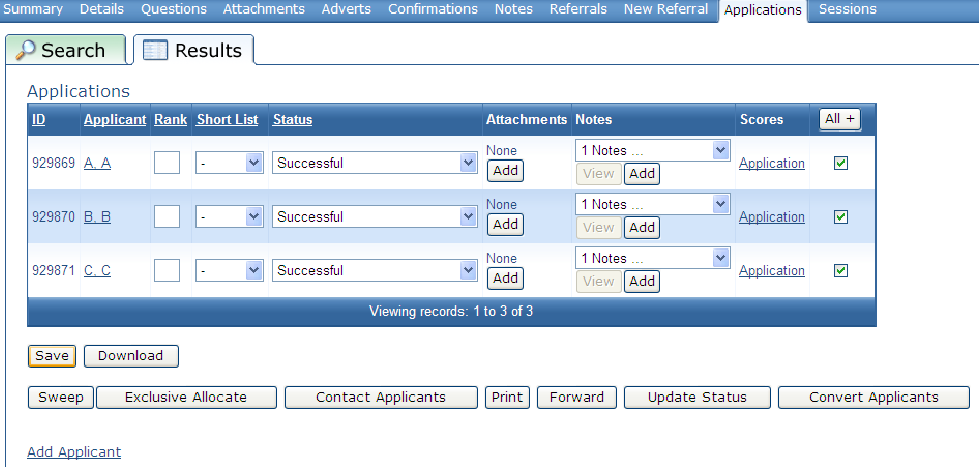 Summary Details Questions Attachments Adverts Confirmations Notes Referrals New Referral Applications Sessions
Search Results
Applications
ID Applicant Rank Short List Status Attachments Notes Scores All +
None 1 Notes ...
929869 A, A - Successful Application
Add View Add
None 1 Notes ...
929870 B, B - Successful Application
Add View Add
None 1 Notes ...
929871 C, C - Successful Application
Add View Add
Viewing records: 1 to 3 of 3
Save Download
Sweep Exclusive Allocate Contact Applicants Print Forward Update Status Convert Applicants
Add Applicant